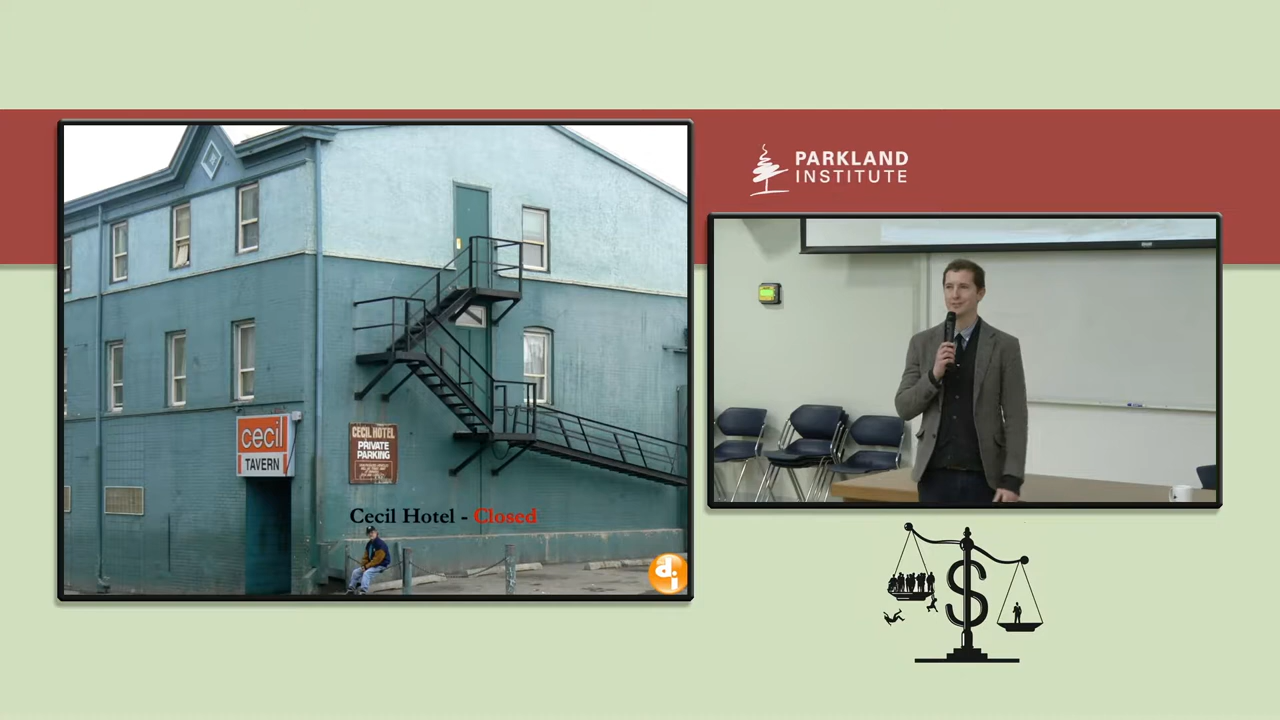 PARKLAND
INSTITUTE
cecil
TAVERN
CECIL HOTEL
PRIVATE
PARKING
Cecil Hotel - Closed
d.i
$